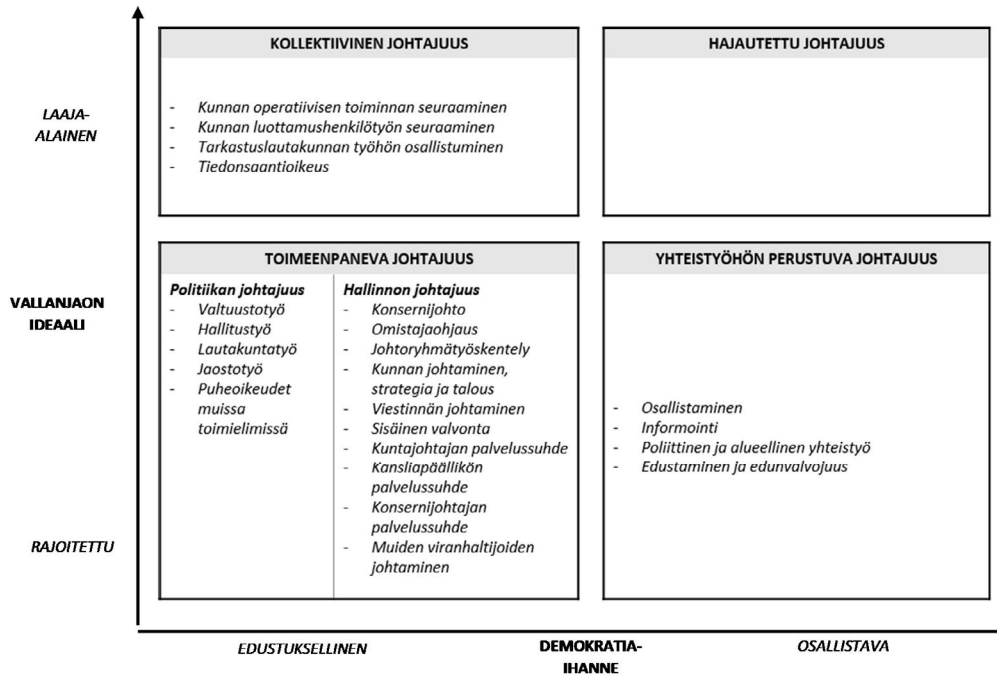 KOLLEKTIIVINEN JOHTAJUUS
- Kunnan operatiivisen toiminnan seuraaminen
- Kunnan luottamushenkilötyön seuraaminen
- Tarkastuslautakunnan työhön osallistuminen
- Tiedonsaantioikeus
HAJAUTETTU JOHTAJUUS
LAAJA-
ALAINEN
VALLANJAON
IDEAALI
RAJOITETTU
TOIMEENPANEVA JOHTAJUUS
Politiikan johtajuus
- Valtuustotyö
- Hallitustyö
- Lautakuntatyö
- Jaostotyö
- Puheoikeudet
muissa
toimielimissä
Hallinnon johtajuus
- Konsernijohto
- Omistajaohjaus
- Johtoryhmätyöskentely
- Kunnan johtaminen,
strategia ja talous
- Viestinnän johtaminen
- Sisäinen valvonta
- Kuntajohtajan palvelussuhde
- Kansliapäällikön
palvelussuhde
- Konsernijohtajan
palvelussuhde
- Muiden viranhaltijoiden
johtaminen
YHTEISTYÖHÖN PERUSTUVA JOHTAJUUS
- Osallistaminen
- Informointi
- Poliittinen ja alueellinen yhteistyö
- Edustaminen ja edunvalvojuus
EDUSTUKSELLINEN
DEMOKRATIA-
IHANNE
OSALLISTAVA